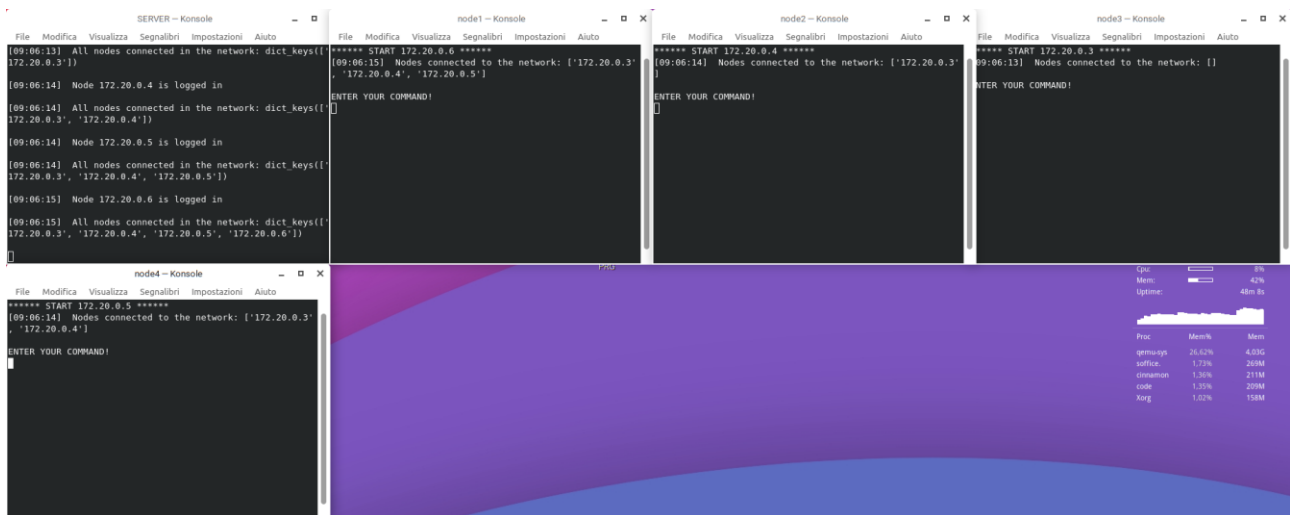 SERVER — Konsole
File Modifica Visualizza Segnalibri Impostazioni Aiuto
[09:06:13]  All nodes connected in the network: dict_keys(['
172.20.0.3'])
[09:06:14]  Node 172.20.0.4 is logged in
[09:06:14]  All nodes connected in the network: dict_keys(['
172.20.0.3', '172.20.0.4'])
[09:06:14]  Node 172.20.0.5 is logged in
[09:06:14]  All nodes connected in the network: dict_keys(['
172.20.0.3', '172.20.0.4', '172.20.0.5'])
[09:06:15]  Node 172.20.0.6 is logged in
[09:06:15]  All nodes connected in the network: dict_keys(['
172.20.0.3', '172.20.0.4', '172.20.0.5', '172.20.0.6'])
node1 — Konsole
File Modifica Visualizza Segnalibri Impostazioni Aiuto
****** START 172.20.0.6 ******
[09:06:15]  Nodes connected to the network: ['172.20.0.3'
, '172.20.0.4', '172.20.0.5']
ENTER YOUR COMMAND!
node2 — Konsole
File Modifica Visualizza Segnalibri Impostazioni Aiuto
****** START 172.20.0.4 ******
[09:06:14]  Nodes connected to the network: ['172.20.0.3'
]
ENTER YOUR COMMAND!
node3 — Konsole
File Modifica Visualizza Segnalibri Impostazioni Aiuto
***** START 172.20.0.3 ******
09:06:13]  Nodes connected to the network: []
NTER YOUR COMMAND!
node4 — Konsole
File Modifica Visualizza Segnalibri Impostazioni Aiuto
****** START 172.20.0.5 ******
[09:06:14]  Nodes connected to the network: ['172.20.0.3'
, '172.20.0.4']
ENTER YOUR COMMAND!
Cpu: 8%
Mem: 42%
Uptime: 48m 8s
Proc Mem% Mem
qemu-sys 26,62% 4,03G
soffice. 1,73% 269M
cinnamon 1,36% 211M
code 1,35% 209M
Xorg 1,02% 158M